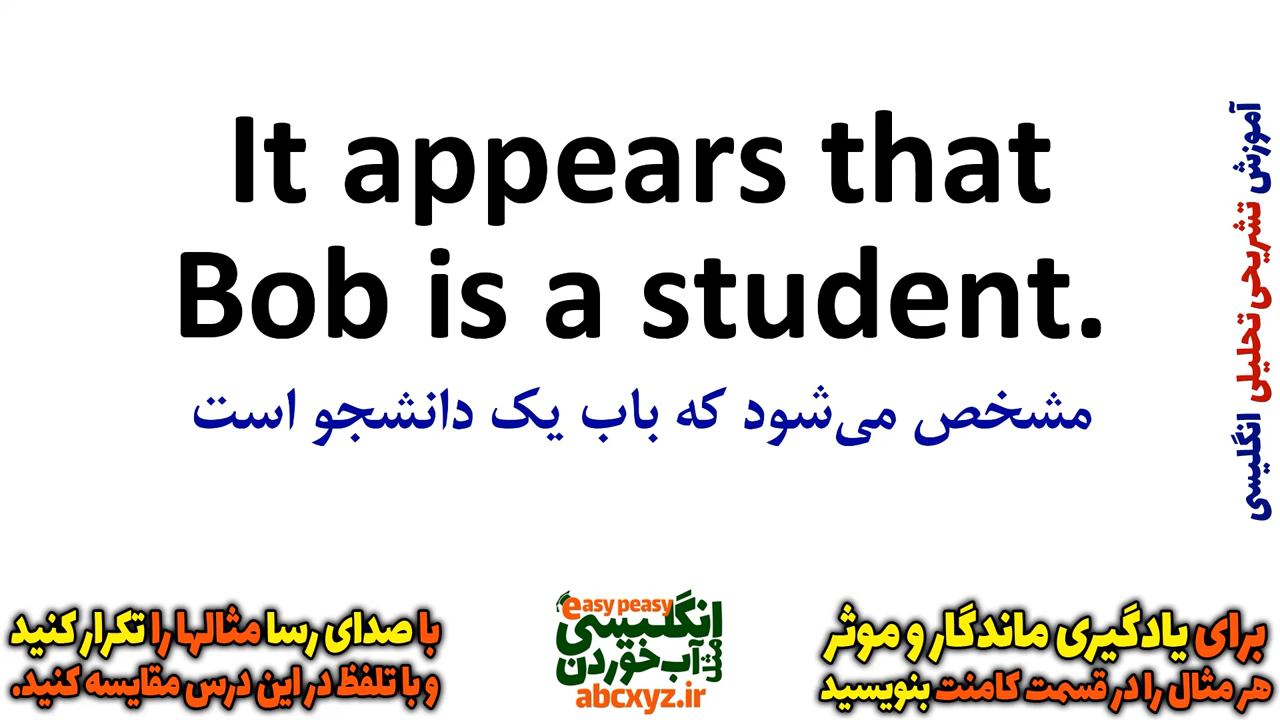 It appears that
Bob is a student.
مشخص می‌شود که باب یک دانشجو است
آموزش تشریحی تحلیلی انگلیسی
برای یادگیری ماندگار و موثر
هر مثال را در قسمت کامنت بنویسید
easy peasy
انگلیسی
مثل آب خوردن
abcxyz.ir
با صدای رسا مثالها را تکرار کنید
و با تلفظ در این درس مقایسه کنید.